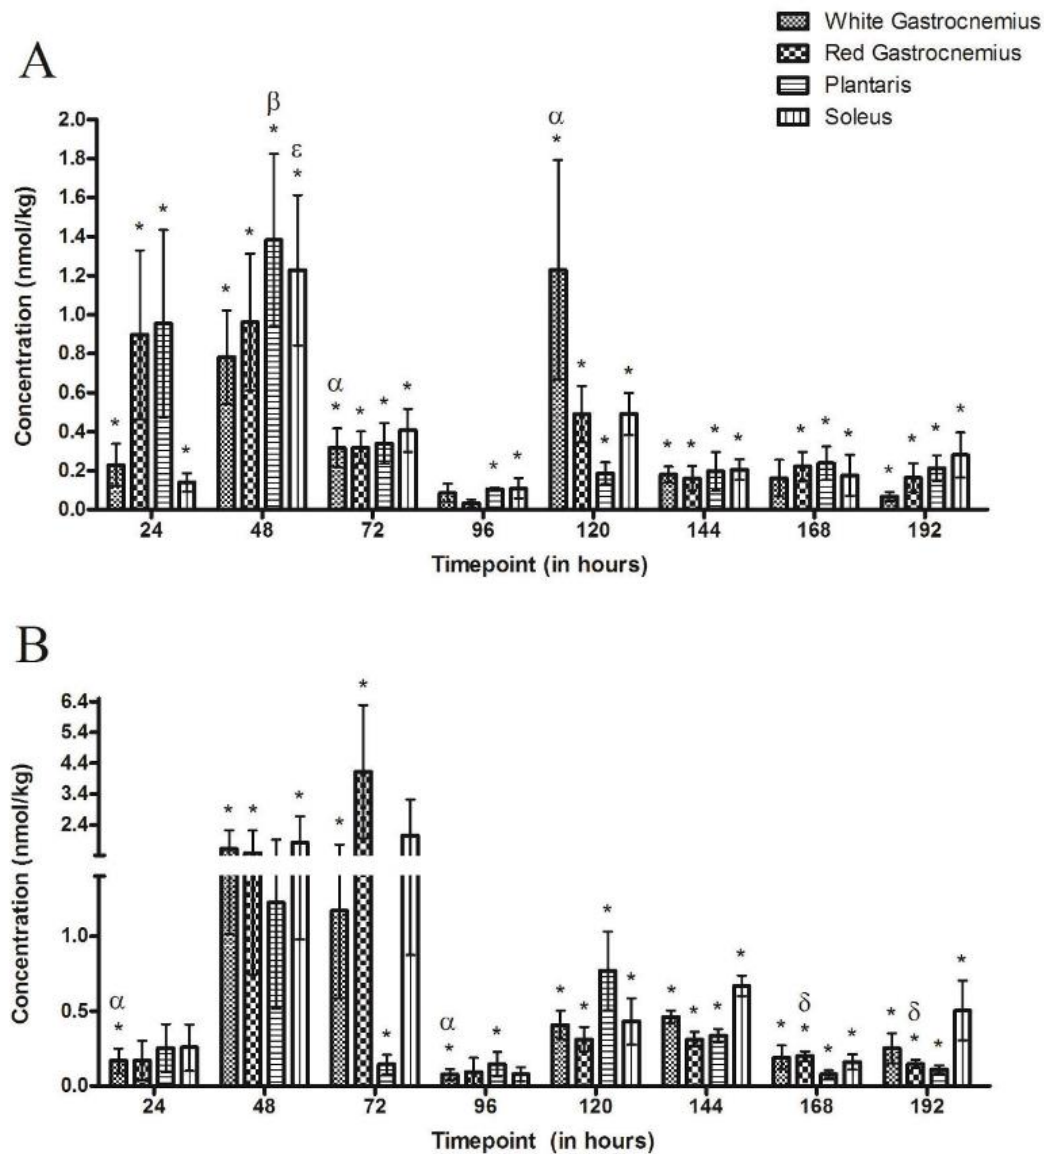 White Gastrocnemius
Red Gastrocnemius
Plantaris
Soleus
A
Concentration (nmol/kg)
2.0
1.8
1.6
1.4
1.2
1.0
0.8
0.6
0.4
0.2
0.0
* * * *
* * β * ε *
α * * * *
* *
α * * * *
* * * *
* * *
* * * *
24 48 72 96 120 144 168 192
Timepoint (in hours)
B
Concentration (nmol/kg)
6.4
5.4
4.4
3.4
2.4
1.0
0.5
0.0
α *
* * *
* * *
α * *
* * * *
* * * *
* δ * * *
* δ * * *
24 48 72 96 120 144 168 192
Timepoint (in hours)